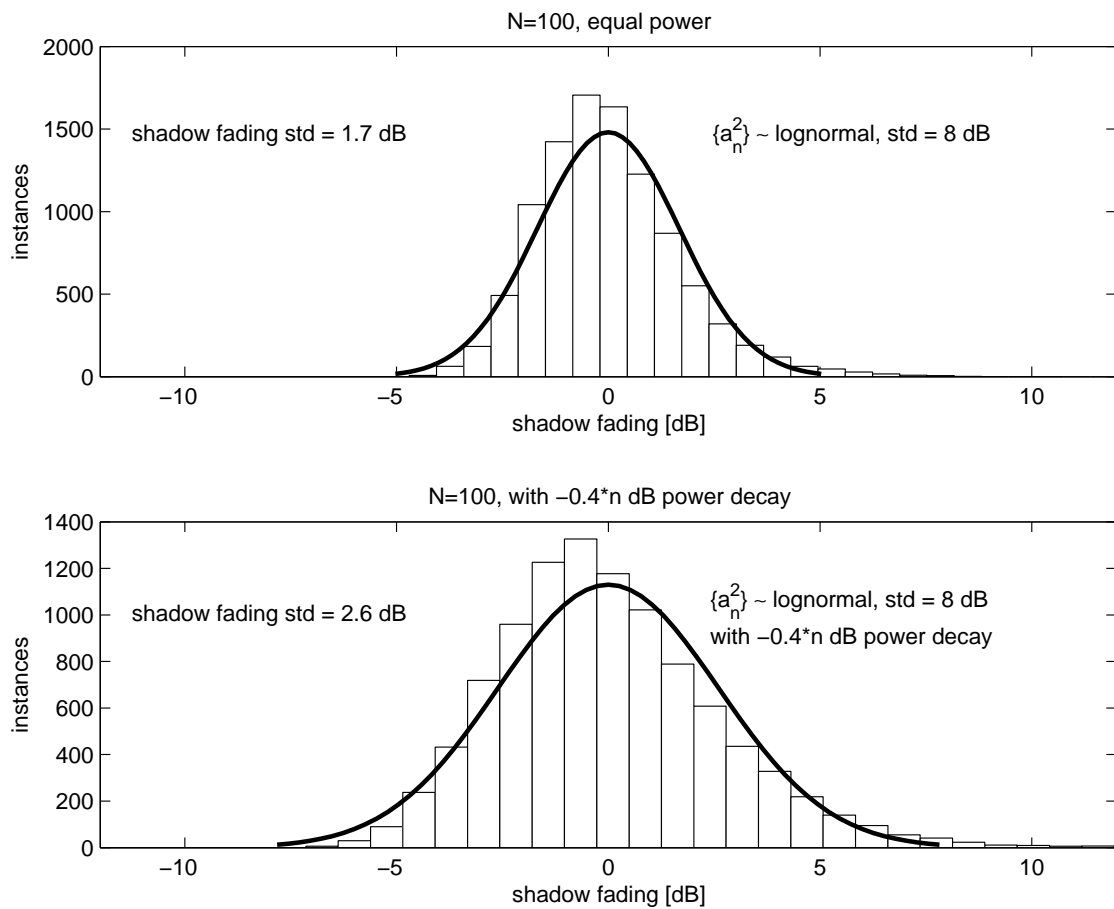 N=100, equal power
2000
1500
1000
500
0
instances
shadow fading std = 1.7 dB
{a_n^2} ~ lognormal, std = 8 dB
−10
−5
0
5
10
shadow fading [dB]
N=100, with −0.4*n dB power decay
1400
1200
1000
800
600
400
200
0
instances
shadow fading std = 2.6 dB
{a_n^2} ~ lognormal, std = 8 dB
with −0.4*n dB power decay
−10
−5
0
5
10
shadow fading [dB]